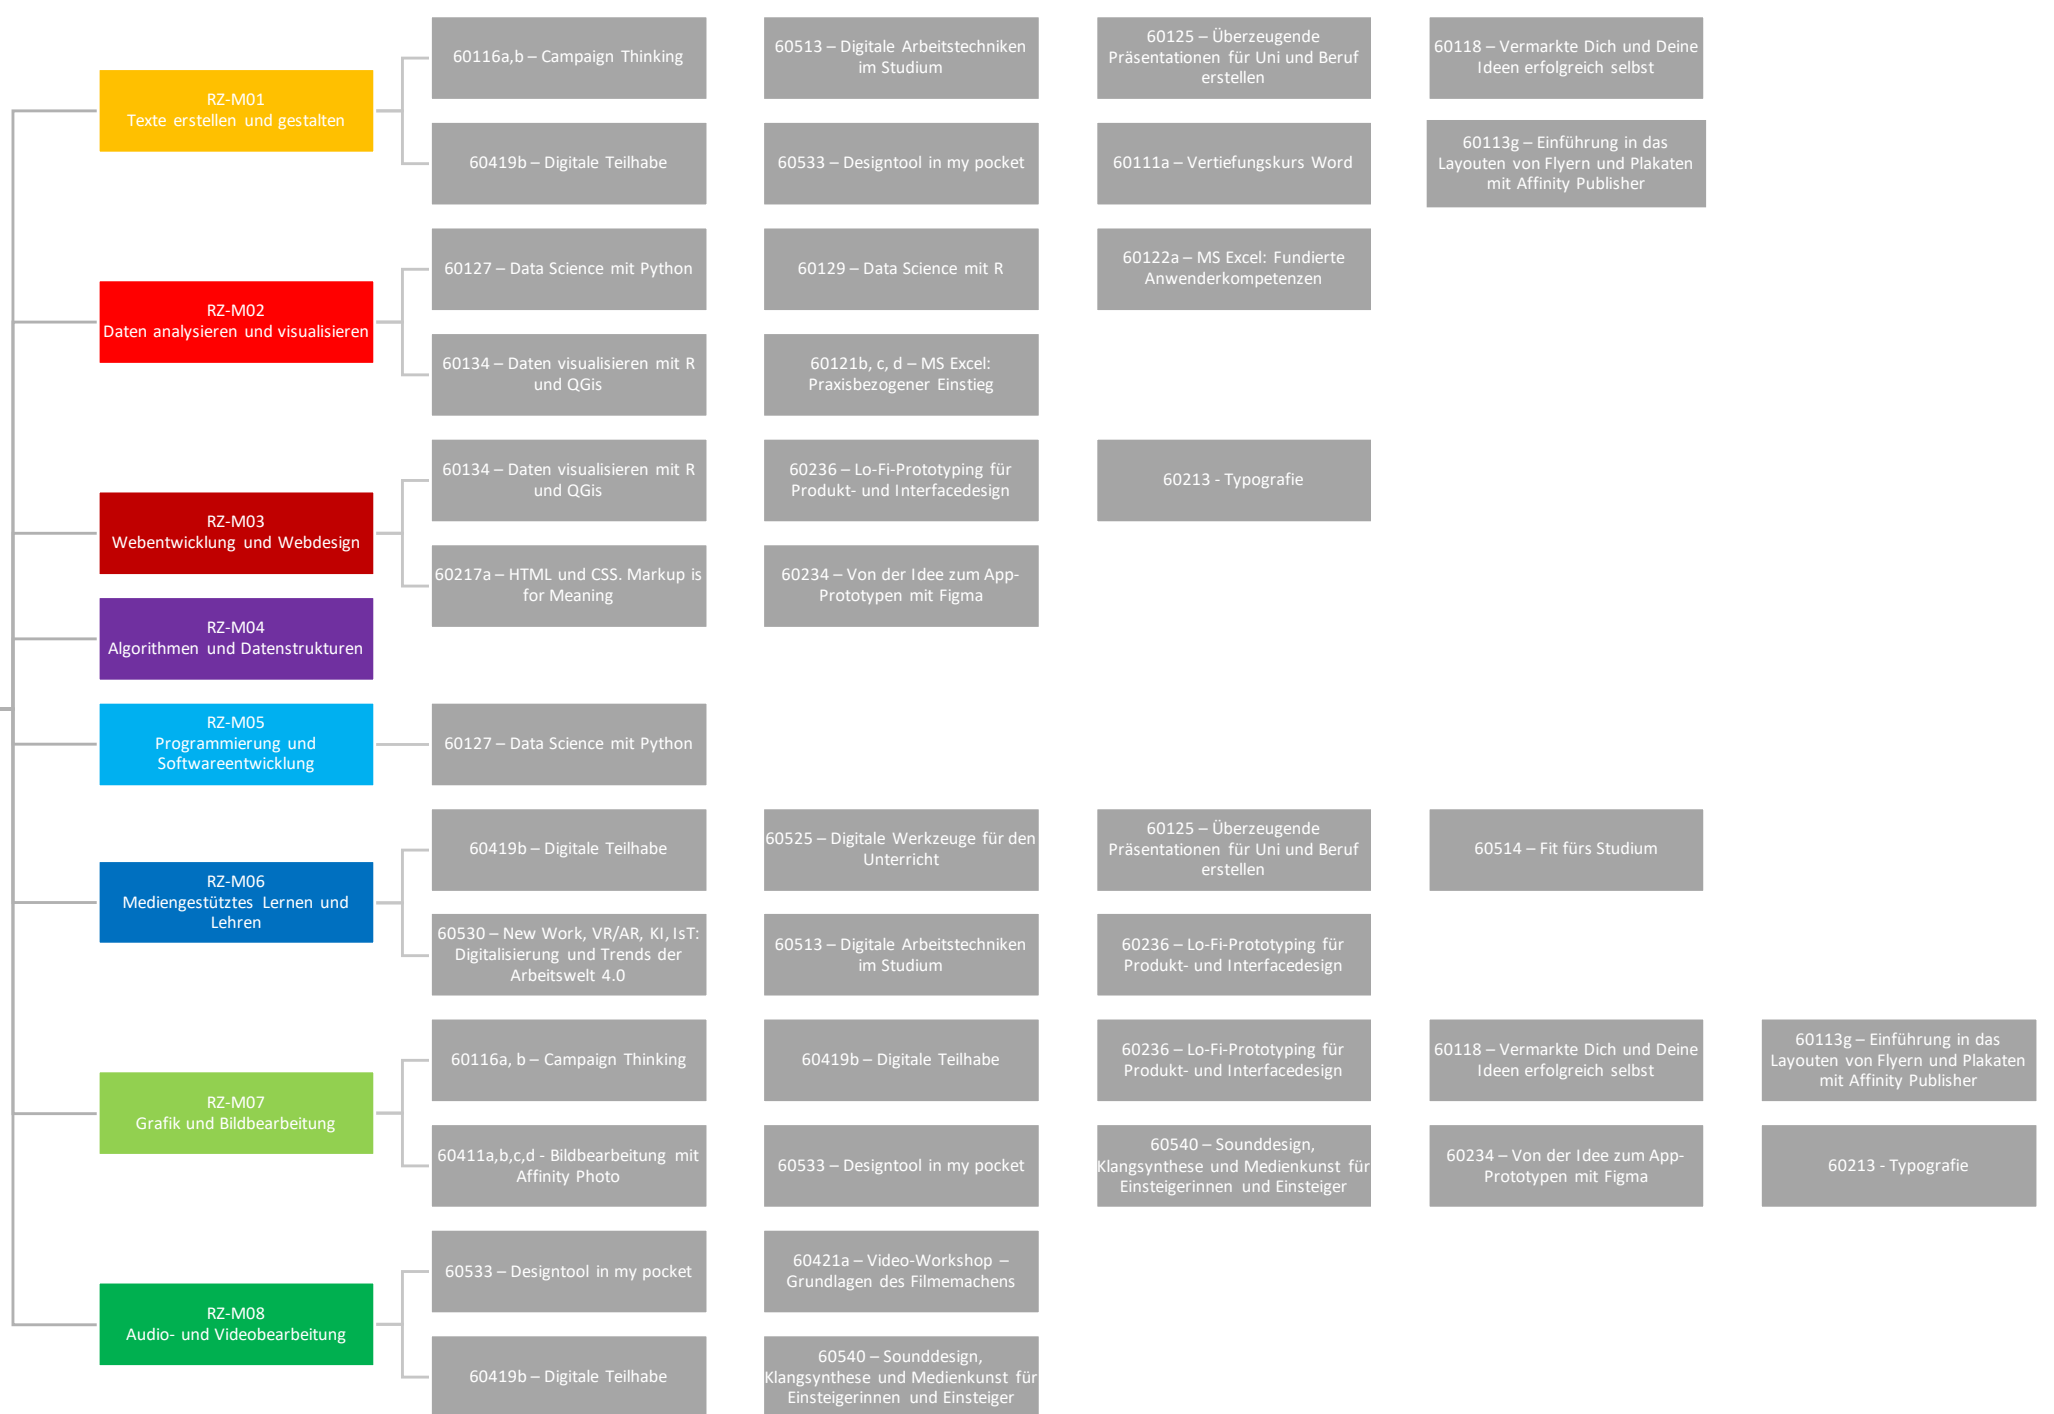 RZ-M01
Texte erstellen und gestalten
60116a,b – Campaign Thinking
60513 – Digitale Arbeitstechniken
im Studium
60125 – Überzeugende
Präsentationen für Uni und Beruf
erstellen
60118 – Vermarkte Dich und Deine
Ideen erfolgreich selbst
60419b – Digitale Teilhabe
60533 – Designtool in my pocket
60111a – Vertiefungskurs Word
60113g – Einführung in das
Layouten von Flyern und Plakaten
mit Affinity Publisher
RZ-M02
Daten analysieren und visualisieren
60127 – Data Science mit Python
60129 – Data Science mit R
60122a – MS Excel: Fundierte
Anwenderkompetenzen
60134 – Daten visualisieren mit R
und QGis
60121b, c, d – MS Excel:
Praxisbezogener Einstieg
RZ-M03
Webentwicklung und Webdesign
60134 – Daten visualisieren mit R
und QGis
60236 – Lo-Fi-Prototyping für
Produkt- und Interfacedesign
60213 - Typografie
60217a – HTML und CSS. Markup is
for Meaning
60234 – Von der Idee zum App-
Prototypen mit Figma
RZ-M04
Algorithmen und Datenstrukturen
RZ-M05
Programmierung und
Softwareentwicklung
60127 – Data Science mit Python
RZ-M06
Mediengestütztes Lernen und
Lehren
60419b – Digitale Teilhabe
60525 – Digitale Werkzeuge für den
Unterricht
60125 – Überzeugende
Präsentationen für Uni und Beruf
erstellen
60514 – Fit fürs Studium
60530 – New Work, VR/AR, KI, IsT:
Digitalisierung und Trends der
Arbeitswelt 4.0
60513 – Digitale Arbeitstechniken
im Studium
60236 – Lo-Fi-Prototyping für
Produkt- und Interfacedesign
RZ-M07
Grafik und Bildbearbeitung
60116a, b – Campaign Thinking
60419b – Digitale Teilhabe
60236 – Lo-Fi-Prototyping für
Produkt- und Interfacedesign
60118 – Vermarkte Dich und Deine
Ideen erfolgreich selbst
60113g – Einführung in das
Layouten von Flyern und Plakaten
mit Affinity Publisher
60411a,b,c,d - Bildbearbeitung mit
Affinity Photo
60533 – Designtool in my pocket
60540 – Sounddesign,
Klangsynthese und Medienkunst für
Einsteigerinnen und Einsteiger
60234 – Von der Idee zum App-
Prototypen mit Figma
60213 - Typografie
RZ-M08
Audio- und Videobearbeitung
60533 – Designtool in my pocket
60421a – Video-Workshop –
Grundlagen des Filmemachens
60419b – Digitale Teilhabe
60540 – Sounddesign,
Klangsynthese und Medienkunst für
Einsteigerinnen und Einsteiger